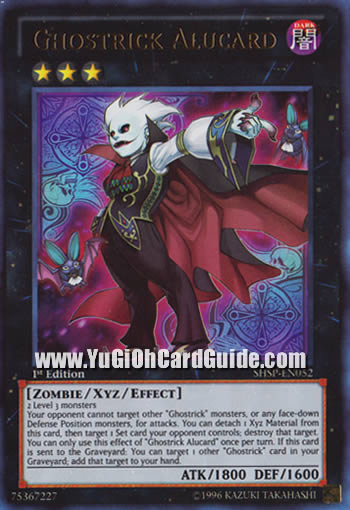 GHOSTRICK ALUCARD
DARK
闇
www.YuGiOhCardGuide.com
1st Edition
SHSP-EN052
[ZOMBIE/XYZ/EFFECT]
2 Level 3 monsters
Your opponent cannot target other "Ghostrick" monsters, or any face-down
Defense Position monsters, for attacks. You can detach 1 Xyz Material from
this card, then target 1 Set card your opponent controls; destroy that target.
You can only use this effect of "Ghostrick Alucard" once per turn. If this card
is sent to the Graveyard: You can target 1 other "Ghostrick" card in
your Graveyard; add that target to your hand.
ATK/1800 DEF/1600
75367227
©1996 KAZUKI TAKAHASHI